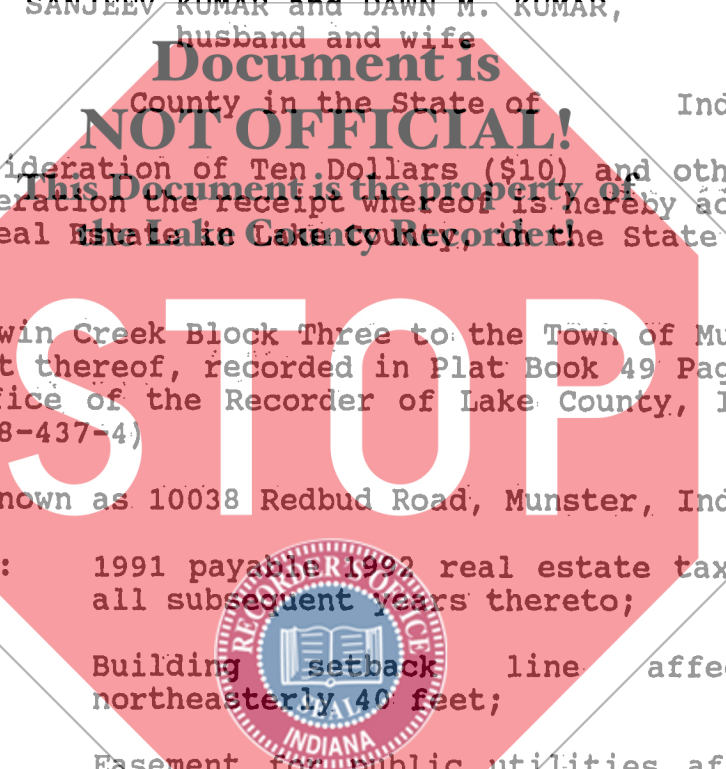 SANJEEV KUMAR and DAWN M. KUMAR,
husband and wife
Document is
County in the State of Ind
NOT OFFICIAL!
ideration of Ten Dollars ($10) and oth
This Document is the property of
eration the receipt whereof is hereby ac
eal Estate in Lake County, in the State
the Lake County Recorder!
STOP
win Creek Block Three to the Town of Mu
t thereof, recorded in Plat Book 49 Pag
fice of the Recorder of Lake County, I
8-437-4)
nown as 10038 Redbud Road, Munster, Ind
: 1991 payable 1992 real estate tax
all subsequent years thereto;
Building setback line affe
northeasterly 40 feet;
RECORDER'S OFFICE
SEAL
INDIANA
Easement for public utilities af